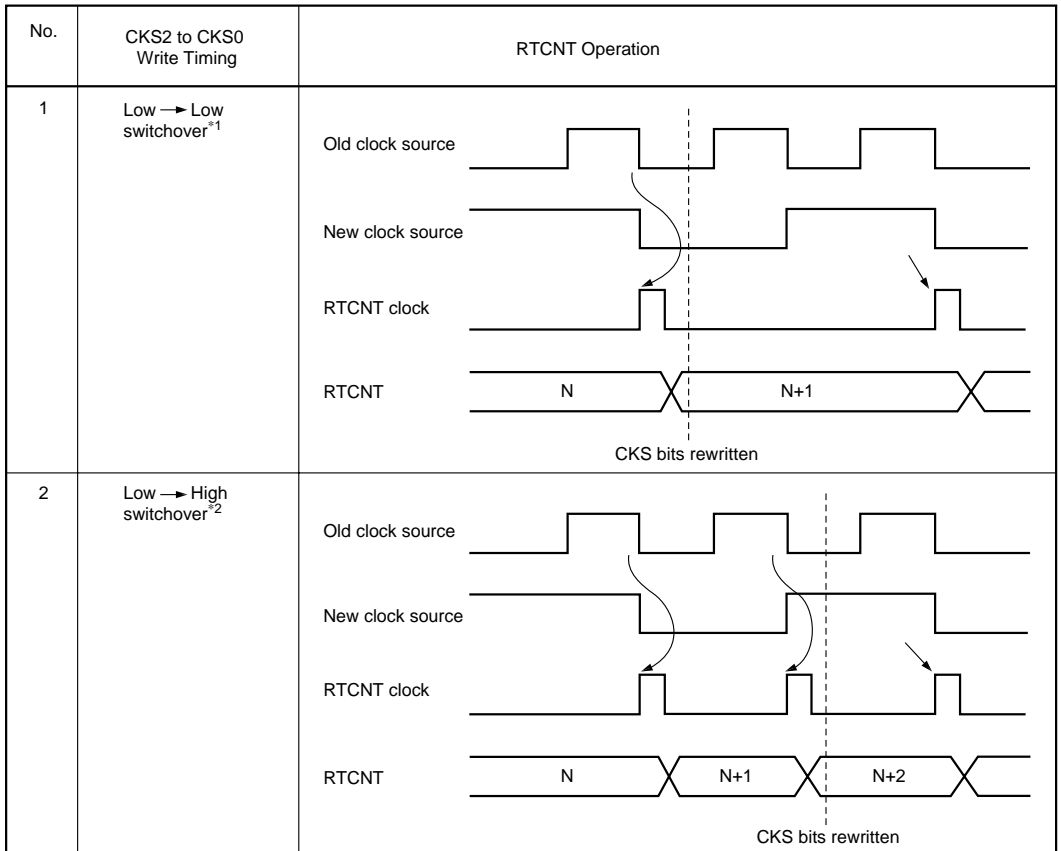 No.
CKS2 to CKS0
Write Timing
RTCNT Operation
1
Low → Low
switchover*1
Old clock source
New clock source
RTCNT clock
RTCNT
N
N+1
CKS bits rewritten
2
Low → High
switchover*2
Old clock source
New clock source
RTCNT clock
RTCNT
N
N+1
N+2
CKS bits rewritten